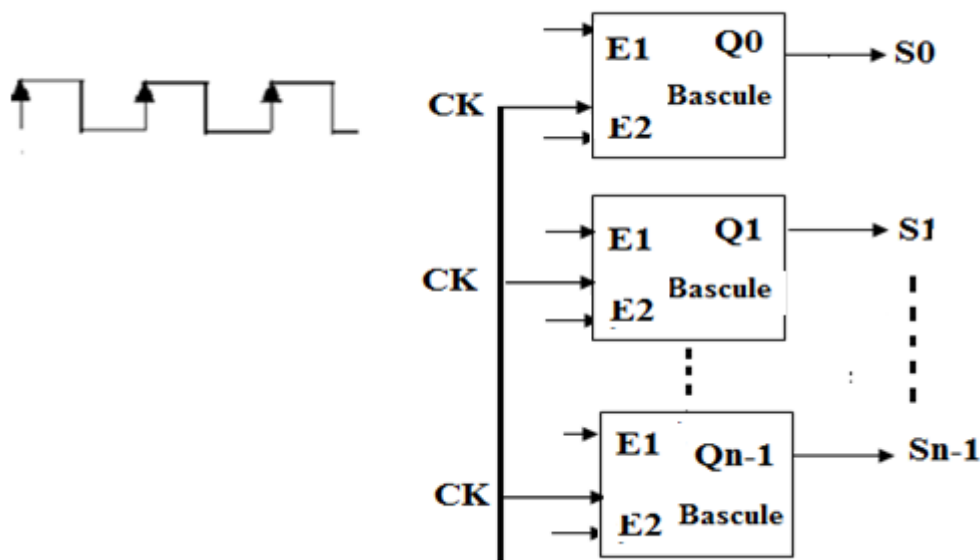 E1 Q0 S0
CK Bascule
E2
E1 Q1 S1
CK Bascule
E2
E1 Qn-1 Sn-1
CK Bascule
E2